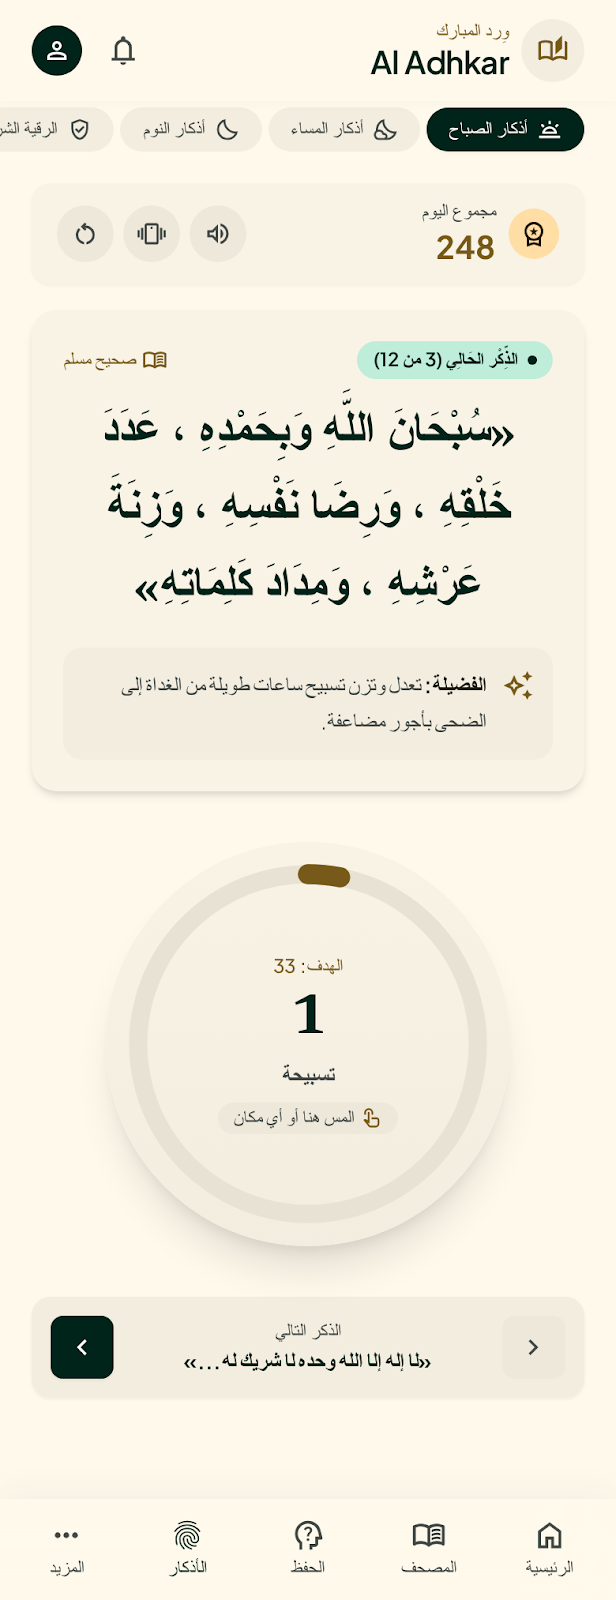 وِرد المبارك
Al Adhkar
أذكار الصباح
أذكار المساء
أذكار النوم
الرقية الشر
مجموع اليوم
248
الذِّكْر الحَالِي (3 من 12)
صحيح مسلم
«سُبْحَانَ اللَّهِ وَبِحَمْدِهِ ، عَدَدَ
خَلْقِهِ ، وَرِضَا نَفْسِهِ ، وَزِنَةَ
عَرْشِهِ ، وَمِدَادَ كَلِمَاتِهِ»
الفضيلة: تعدل وتزن تسبيح ساعات طويلة من الغداة إلى
الضحى بأجور مضاعفة.
الهدف: 33
1
تسبيحة
المس هنا أو أي مكان
الذكر التالي
«لا إله إلا الله وحده لا شريك له...»
الرئيسية
المصحف
الحفظ
الأذكار
المزيد